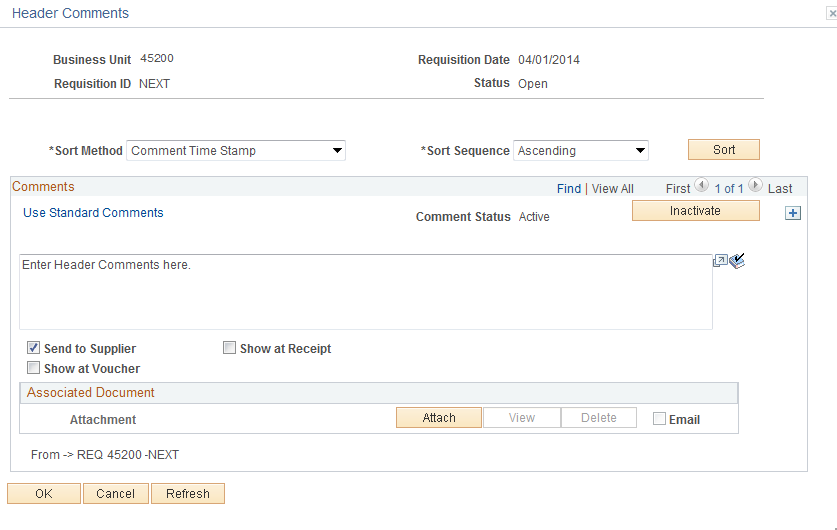 Header Comments
Business Unit 45200 Requisition Date 04/01/2014
Requisition ID NEXT Status Open
*Sort Method Comment Time Stamp *Sort Sequence Ascending Sort
Comments Find | View All First 1 of 1 Last
Use Standard Comments Comment Status Active Inactivate
Enter Header Comments here.
Send to Supplier Show at Receipt
Show at Voucher
Associated Document
Attachment Attach View Delete Email
From -> REQ 45200 -NEXT
OK Cancel Refresh